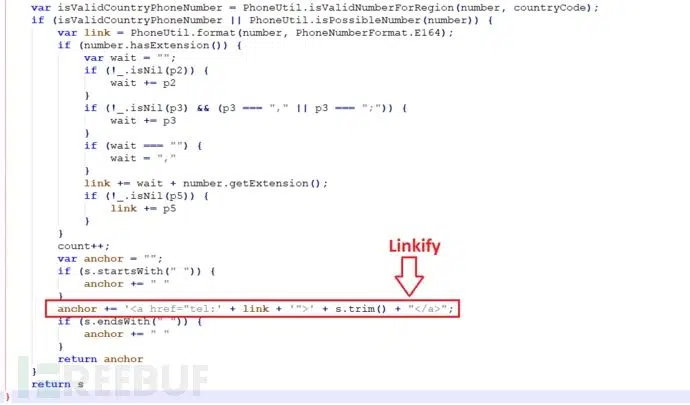 var isValidCountryPhoneNumber = PhoneUtil.isValidNumberForRegion(number, countryCode);
if (isValidCountryPhoneNumber || PhoneUtil.isPossibleNumber(number)) {
var link = PhoneUtil.format(number, PhoneNumberFormat.E164);
if (number.hasExtension()) {
var wait = "";
if (!_.isNil(p2)) {
wait += p2
}
if (!_.isNil(p3) && (p3 === "," || p3 === ";")) {
wait += p3
}
if (wait === "") {
wait = ","
}
link += wait + number.getExtension();
if (!_.isNil(p5)) {
link += p5
}
}
count++;
var anchor = "";
Linkify
if (s.startsWith(" ")) {
anchor += " "
}
anchor += '<a href="tel:' + link + '">' + s.trim() + "</a>";
if (s.endsWith(" ")) {
anchor += " "
}
return anchor
}
return s
}
FREEBUF